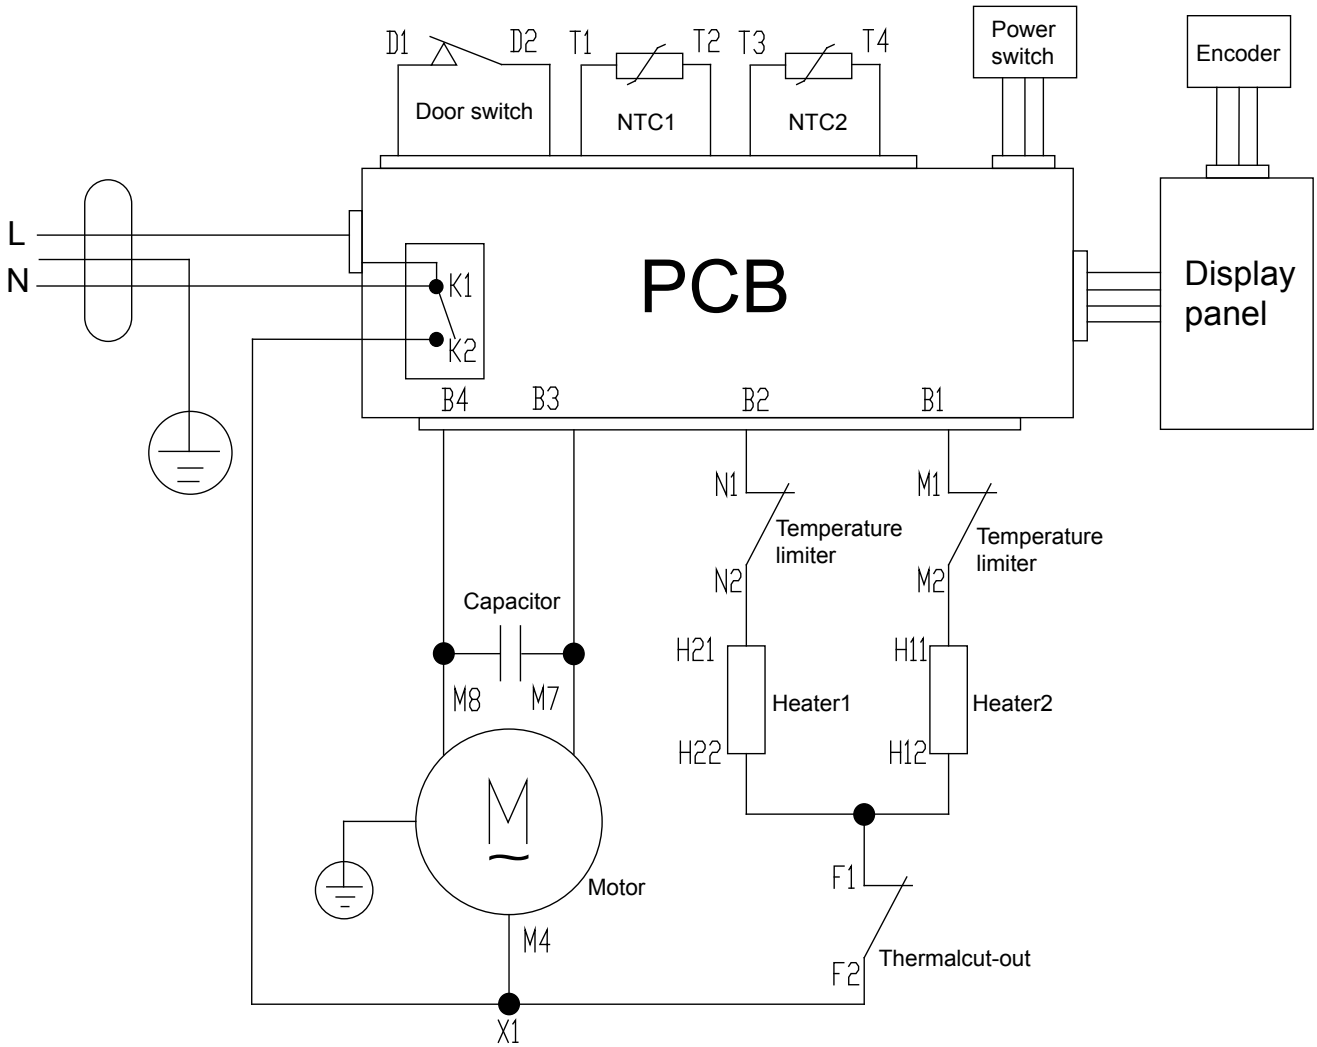 D1
D2
T1
T2
T3
T4
Power
switch
Encoder
Door switch
NTC1
NTC2
L
N
K1
K2
PCB
Display
panel
B4
B3
B2
B1
N1
M1
Temperature
limiter
Temperature
limiter
N2
M2
Capacitor
H21
H11
M8
M7
Heater1
Heater2
H22
H12
M
~
Motor
F1
M4
Thermalcut-out
F2
X1